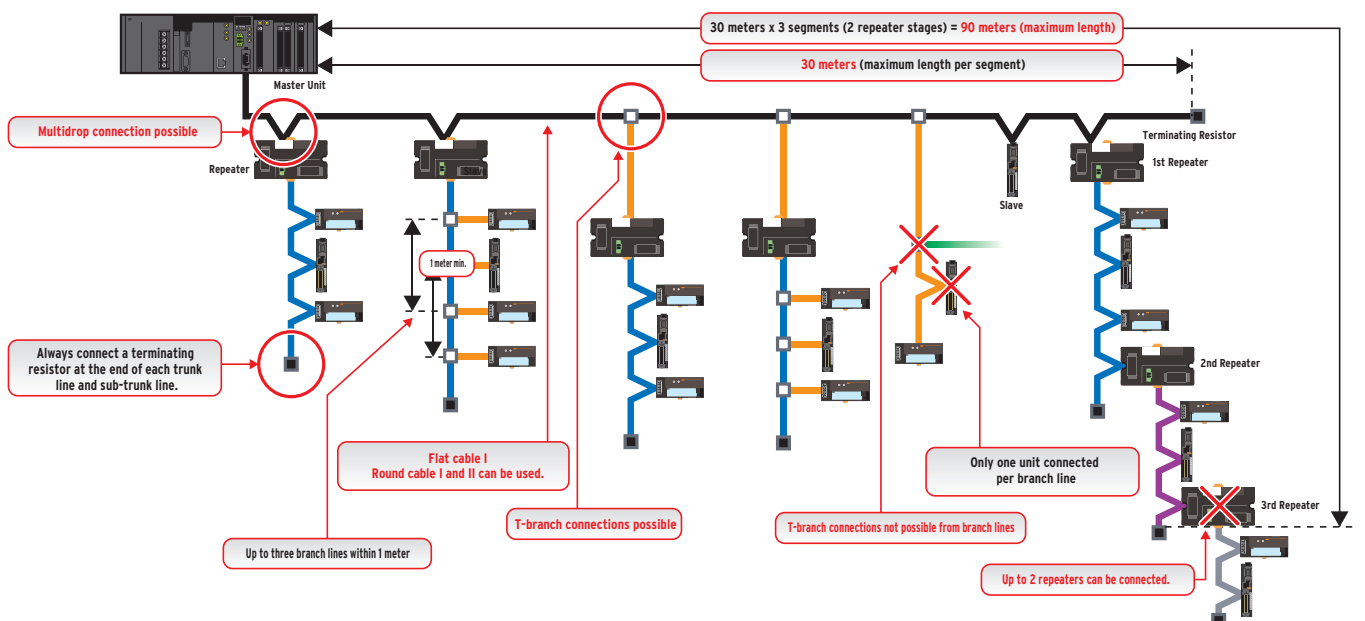 30 meters x 3 segments (2 repeater stages) = 90 meters (maximum length)
30 meters (maximum length per segment)
Master Unit
Multidrop connection possible
Terminating Resistor
1st Repeater
Repeater
Slave
Slave
1 meter min.
Always connect a terminating
resistor at the end of each trunk
line and sub-trunk line.
2nd Repeater
Flat cable I
Round cable I and II can be used.
Only one unit connected
per branch line
T-branch connections possible
T-branch connections not possible from branch lines
3rd Repeater
Up to three branch lines within 1 meter
Up to 2 repeaters can be connected.